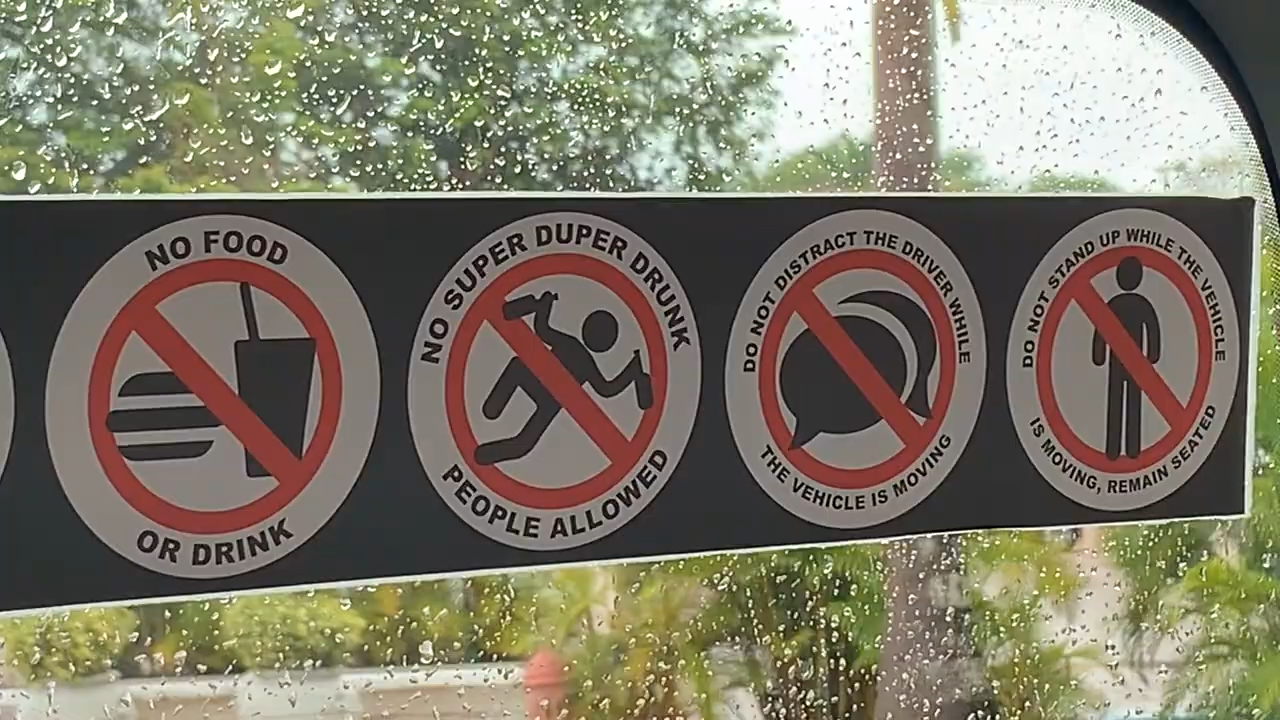 NO FOOD
OR DRINK
NO SUPER DUPER DRUNK
PEOPLE ALLOWED
DO NOT DISTRACT THE DRIVER WHILE
THE VEHICLE IS MOVING
DO NOT STAND UP WHILE THE VEHICLE
IS MOVING, REMAIN SEATED